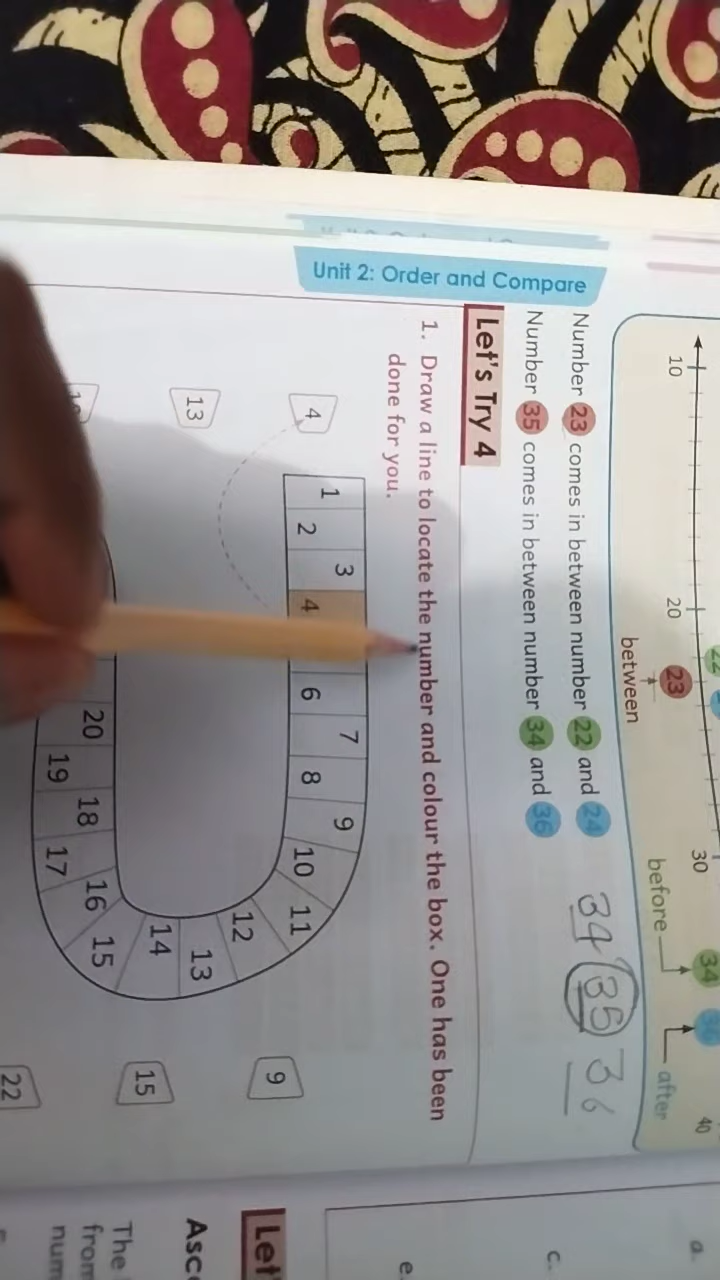 Unit 2: Order and Compare
10 20 30 40
22
23 34 36
between before after
Number 23 comes in between number 22 and 24
Number 35 comes in between number 34 and 36
34 35 36
Let's Try 4
1. Draw a line to locate the number and colour the box. One has been
done for you.
4
13
1 2 3 4 6 7 8 9 10 11 12 13 14 15 16 17 18 19 20
9
15
22
a.
c.
e.
Let
Asc
The
from
num